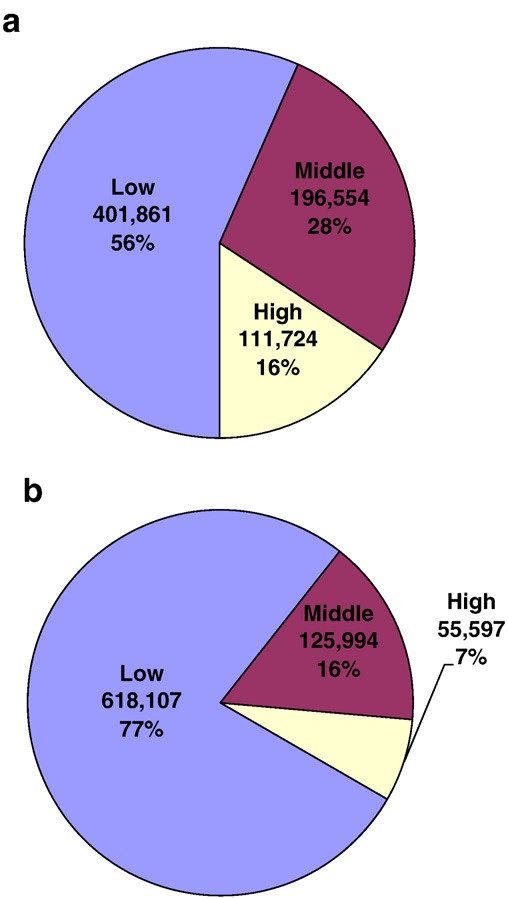 a
Low
401,861
56%
Middle
196,554
28%
High
111,724
16%
b
Low
618,107
77%
Middle
125,994
16%
High
55,597
7%